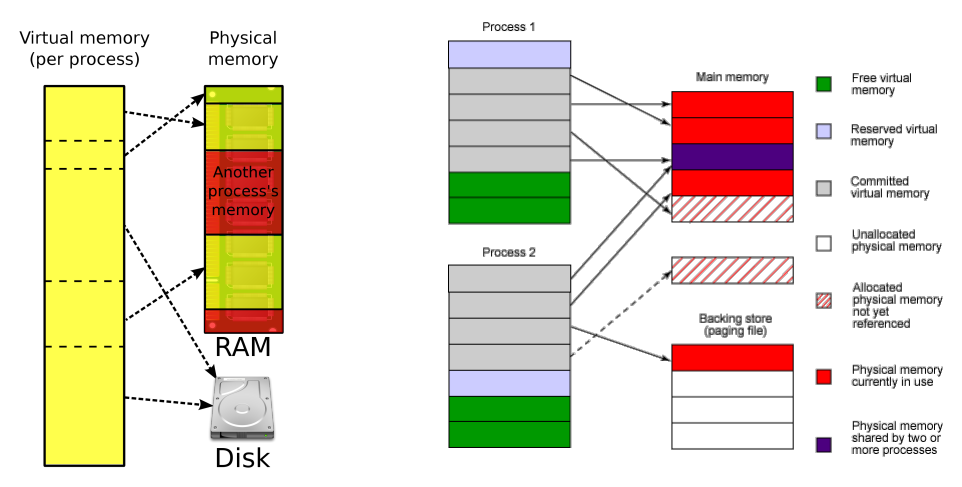 Virtual memory
(per process)
Physical
memory
Another
process's
memory
RAM
Disk
Process 1
Process 2
Main memory
Backing store
(paging file)
Free virtual
memory
Reserved virtual
memory
Committed
virtual memory
Unallocated
physical memory
Allocated
physical memory
not yet
referenced
Physical memory
currently in use
Physical memory
shared by two or
more processes